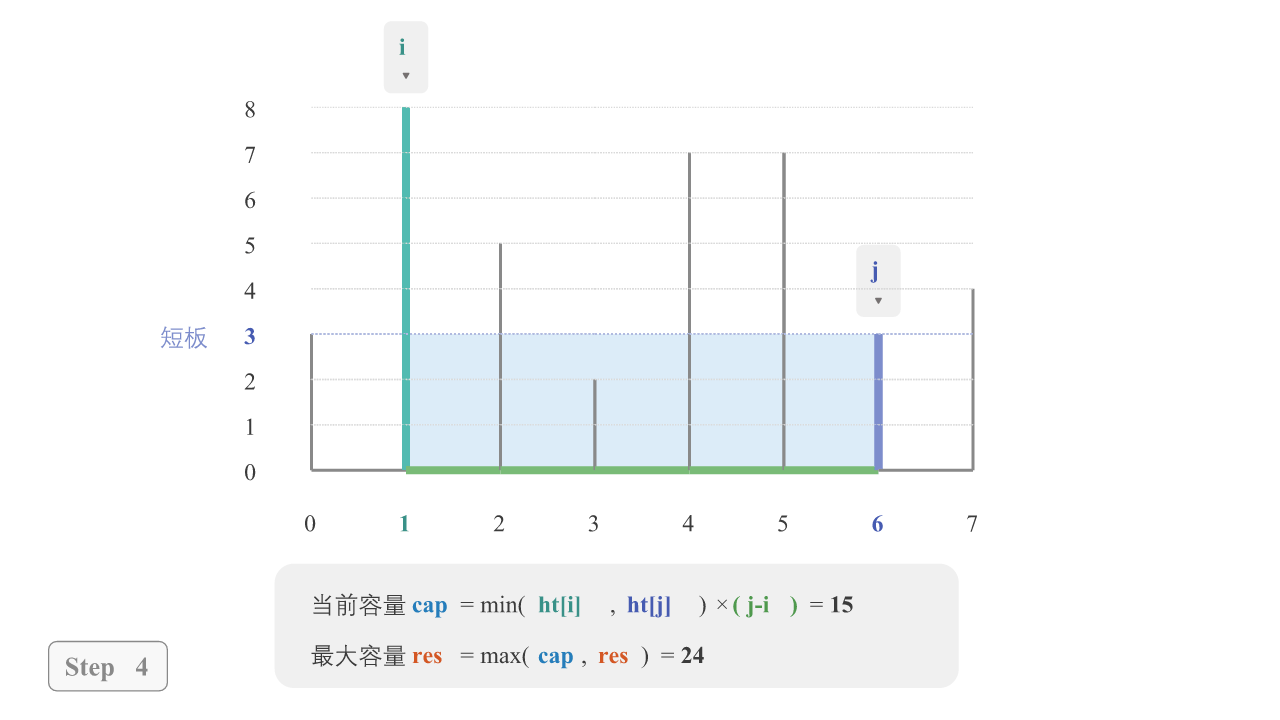 i
8
7
6
5
j
4
短板 3
2
1
0
0 1 2 3 4 5 6 7
当前容量 cap = min( ht[i] , ht[j] ) × ( j-i ) = 15
最大容量 res = max( cap , res ) = 24
Step 4